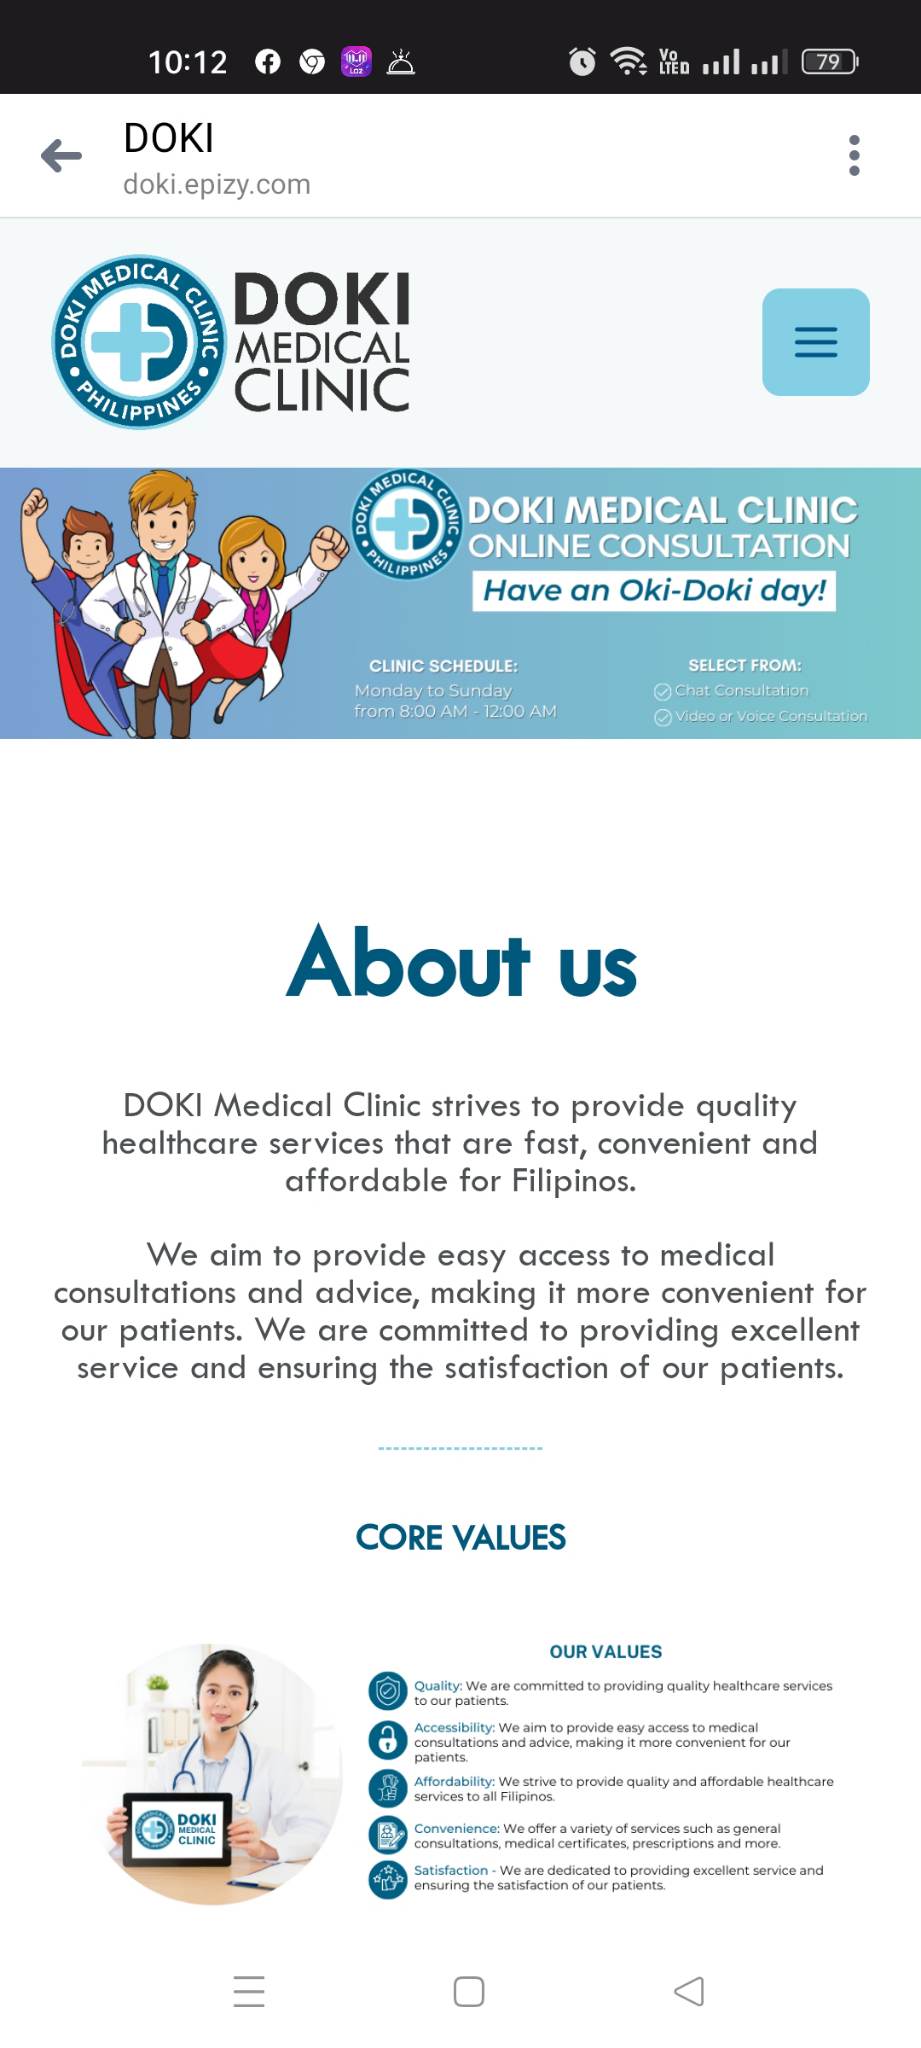 10:12
LO2
Vo
LTED
79
DOKI
doki.epizy.com
DOKI MEDICAL CLINIC
PHILIPPINES
DOKI
MEDICAL
CLINIC
DOKI MEDICAL CLINIC
PHILIPPINES
DOKI MEDICAL CLINIC
ONLINE CONSULTATION
Have an Oki-Doki day!
CLINIC SCHEDULE:
Monday to Sunday
from 8:00 AM - 12:00 AM
SELECT FROM:
Chat Consultation
Video or Voice Consultation
About us
DOKI Medical Clinic strives to provide quality
healthcare services that are fast, convenient and
affordable for Filipinos.
We aim to provide easy access to medical
consultations and advice, making it more convenient for
our patients. We are committed to providing excellent
service and ensuring the satisfaction of our patients.
-----------------------
CORE VALUES
DOKI
MEDICAL
CLINIC
OUR VALUES
Quality: We are committed to providing quality healthcare services
to our patients.
Accessibility: We aim to provide easy access to medical
consultations and advice, making it more convenient for our
patients.
Affordability: We strive to provide quality and affordable healthcare
services to all Filipinos.
Convenience: We offer a variety of services such as general
consultations, medical certificates, prescriptions and more.
Satisfaction - We are dedicated to providing excellent service and
ensuring the satisfaction of our patients.